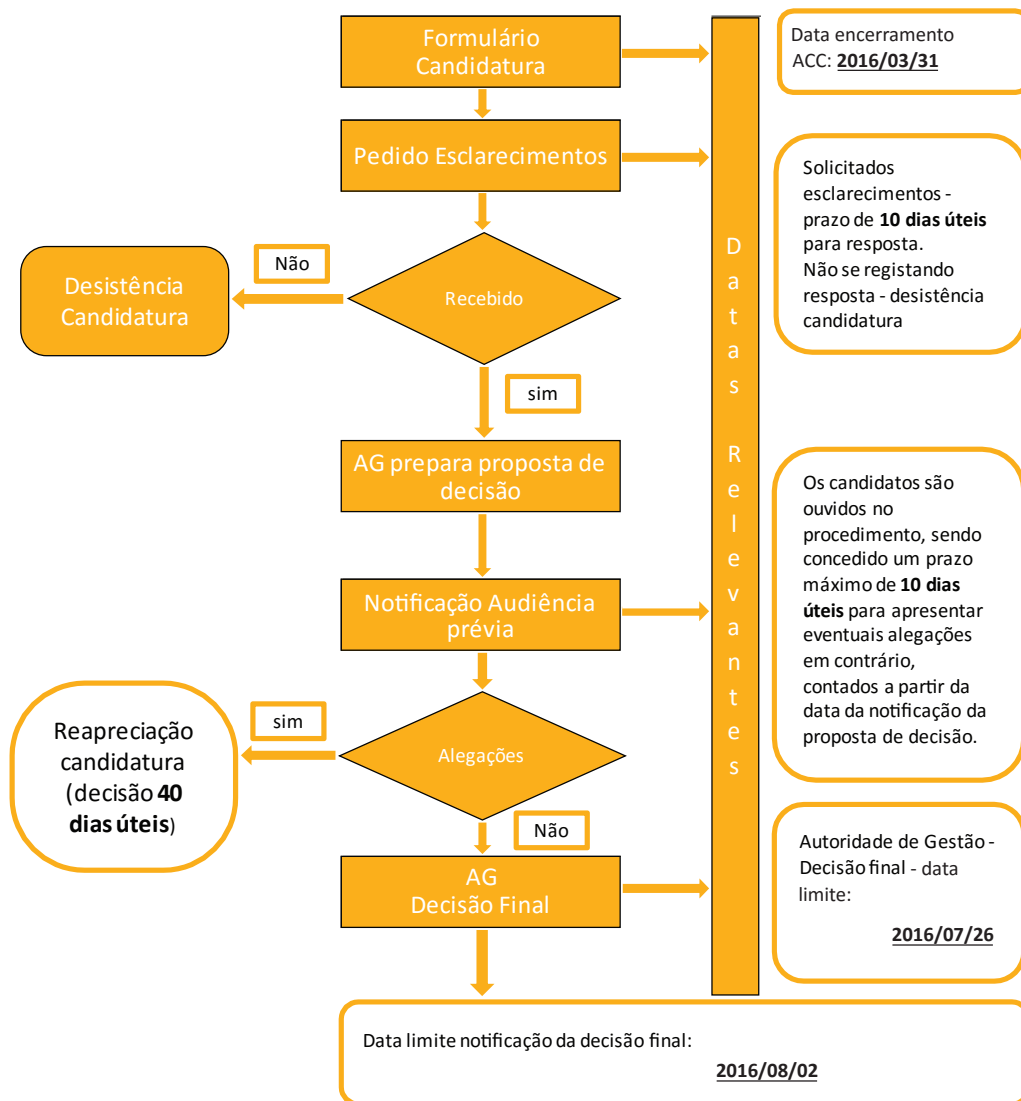 Formulário
Candidatura
Data encerramento
ACC: 2016/03/31
Pedido Esclarecimentos
Solicitados
esclarecimentos -
prazo de 10 dias úteis
para resposta.
Não se registando
resposta - desistência
candidatura
Não
Desistência
Candidatura
Recebido
sim
Datas Relevantes
AG prepara proposta de
decisão
Os candidatos são
ouvidos no
procedimento, sendo
concedido um prazo
máximo de 10 dias
úteis para apresentar
eventuais alegações
em contrário,
contados a partir da
data da notificação da
proposta de decisão.
Notificação Audiência
prévia
sim
Reapreciação
candidatura
(decisão 40
dias úteis)
Alegações
Não
AG
Decisão Final
Autoridade de Gestão -
Decisão final - data
limite:
2016/07/26
Data limite notificação da decisão final:
2016/08/02